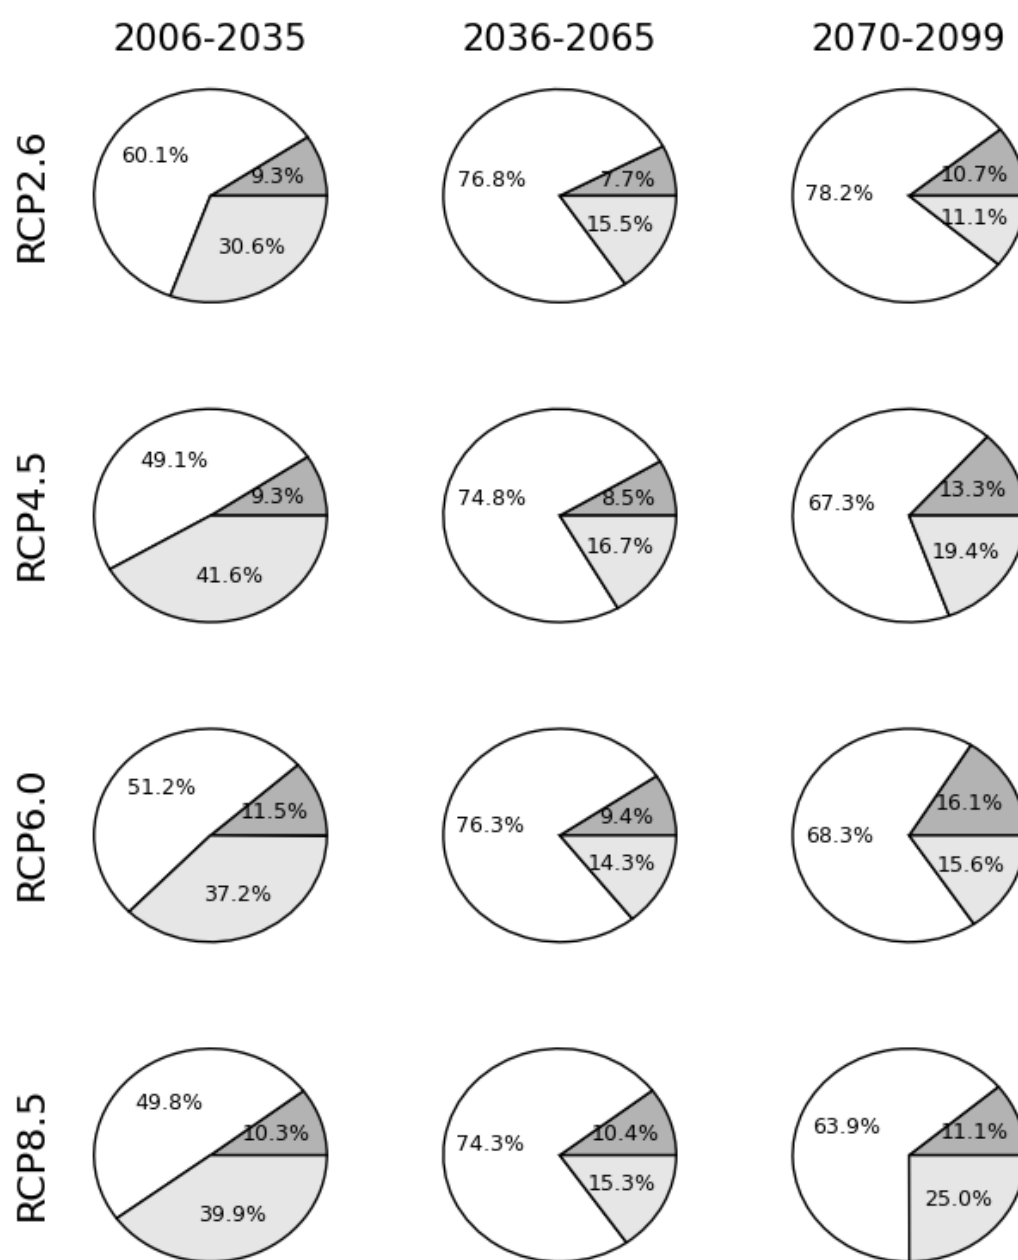 2006-2035 2036-2065 2070-2099
RCP2.6
60.1% 9.3% 30.6%
76.8% 7.7% 15.5%
78.2% 10.7% 11.1%
RCP4.5
49.1% 9.3% 41.6%
74.8% 8.5% 16.7%
67.3% 13.3% 19.4%
RCP6.0
51.2% 11.5% 37.2%
76.3% 9.4% 14.3%
68.3% 16.1% 15.6%
RCP8.5
49.8% 10.3% 39.9%
74.3% 10.4% 15.3%
63.9% 11.1% 25.0%